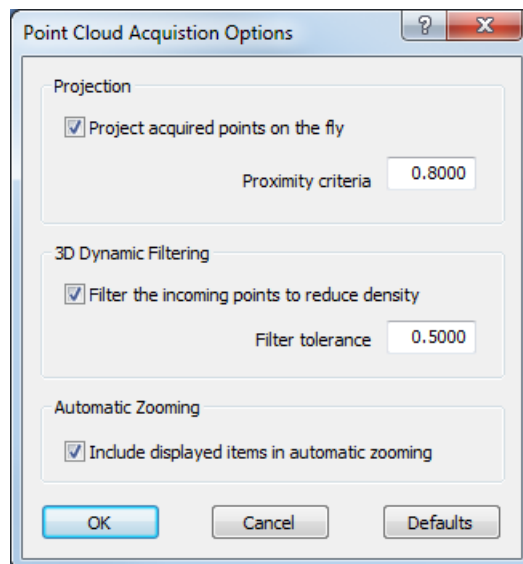 Point Cloud Acquistion Options
?
Projection
Project acquired points on the fly
Proximity criteria 0.8000
3D Dynamic Filtering
Filter the incoming points to reduce density
Filter tolerance 0.5000
Automatic Zooming
Include displayed items in automatic zooming
OK Cancel Defaults